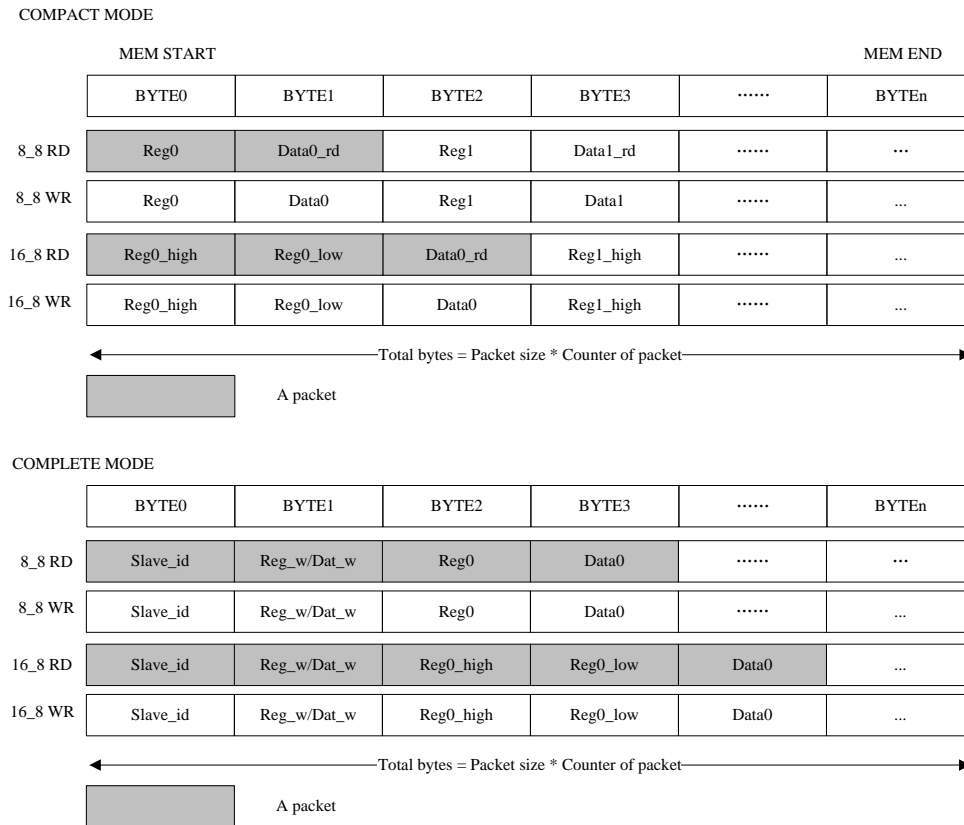 COMPACT MODE
MEM START MEM END
BYTE0 BYTE1 BYTE2 BYTE3 ...... BYTEn
8_8 RD Reg0 Data0_rd Reg1 Data1_rd ...... ...
8_8 WR Reg0 Data0 Reg1 Data1 ...... ...
16_8 RD Reg0_high Reg0_low Data0_rd Reg1_high ...... ...
16_8 WR Reg0_high Reg0_low Data0 Reg1_high ...... ...
Total bytes = Packet size * Counter of packet
A packet
COMPLETE MODE
BYTE0 BYTE1 BYTE2 BYTE3 ...... BYTEn
8_8 RD Slave_id Reg_w/Dat_w Reg0 Data0 ...... ...
8_8 WR Slave_id Reg_w/Dat_w Reg0 Data0 ...... ...
16_8 RD Slave_id Reg_w/Dat_w Reg0_high Reg0_low Data0 ...
16_8 WR Slave_id Reg_w/Dat_w Reg0_high Reg0_low Data0 ...
Total bytes = Packet size * Counter of packet
A packet